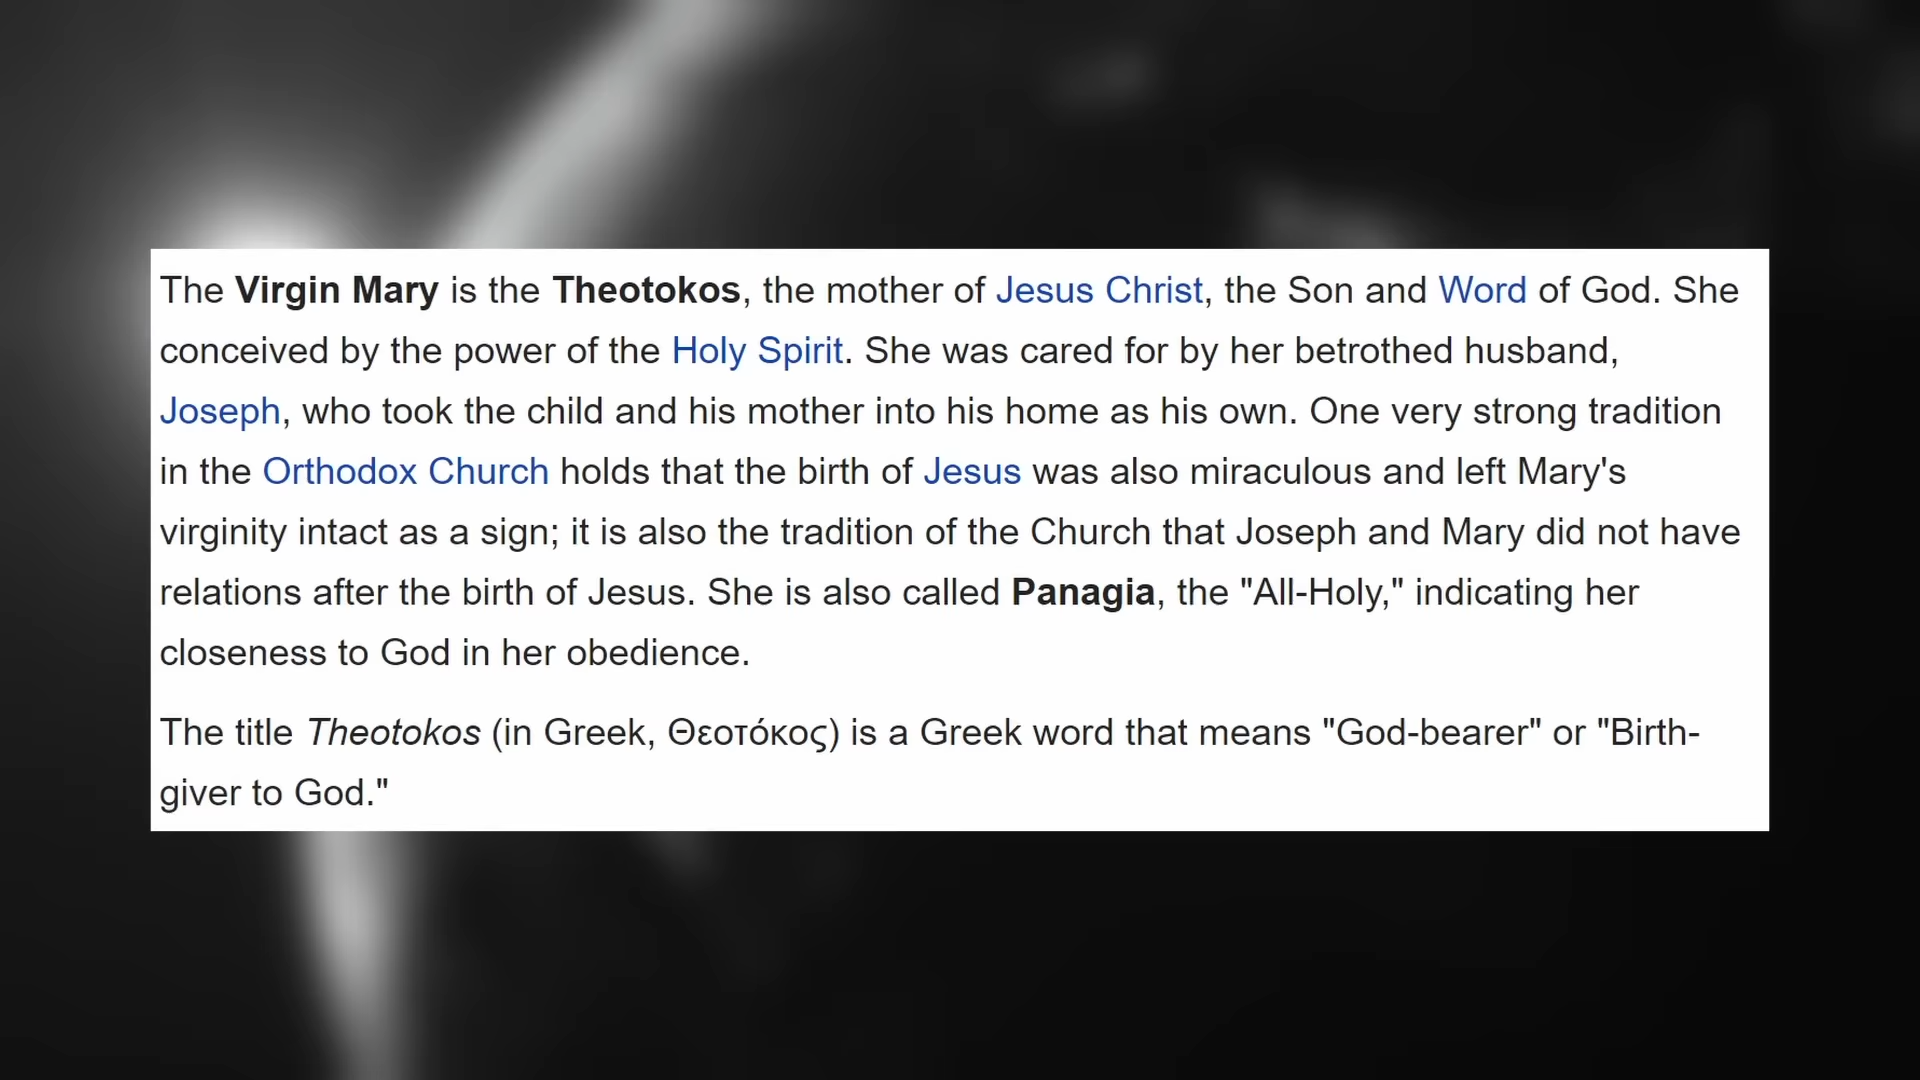 The Virgin Mary is the Theotokos, the mother of Jesus Christ, the Son and Word of God. She
conceived by the power of the Holy Spirit. She was cared for by her betrothed husband,
Joseph, who took the child and his mother into his home as his own. One very strong tradition
in the Orthodox Church holds that the birth of Jesus was also miraculous and left Mary's
virginity intact as a sign; it is also the tradition of the Church that Joseph and Mary did not have
relations after the birth of Jesus. She is also called Panagia, the "All-Holy," indicating her
closeness to God in her obedience.
The title Theotokos (in Greek, Θεοτόκος) is a Greek word that means "God-bearer" or "Birth-
giver to God."